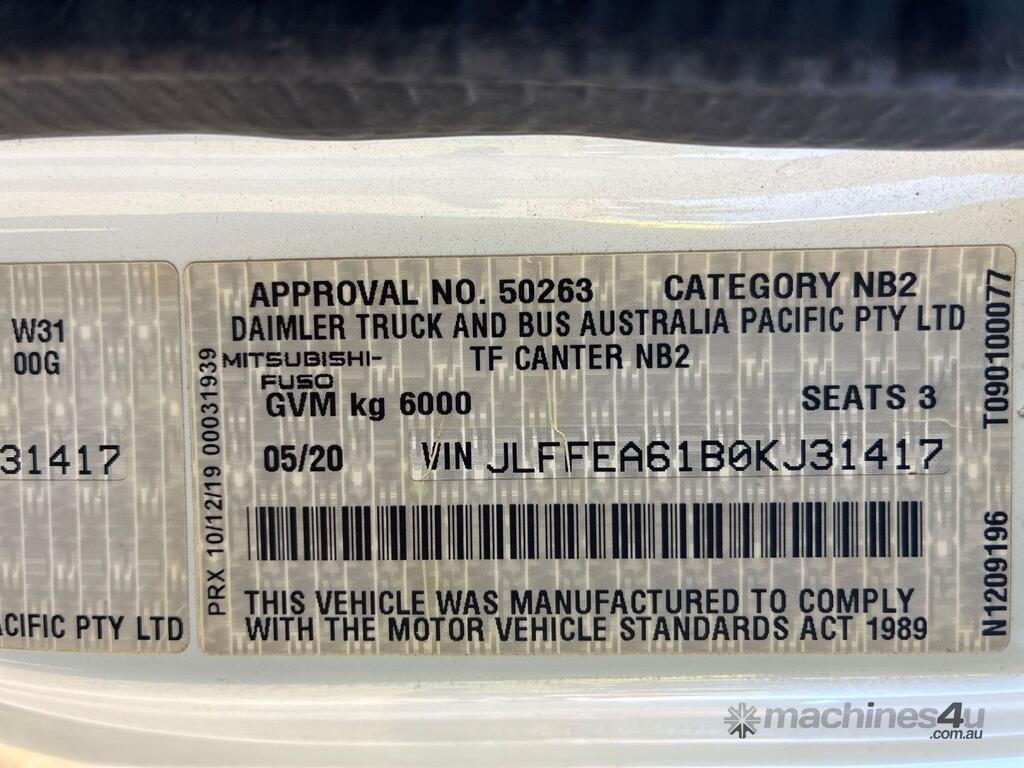 W31
00G
31417
CIFIC PTY LTD
PRX 10/12/19 00031939
APPROVAL NO. 50263 CATEGORY NB2
DAIMLER TRUCK AND BUS AUSTRALIA PACIFIC PTY LTD
MITSUBISHI-
FUSO
TF CANTER NB2
GVM kg 6000 SEATS 3
05/20 VIN JLFFEA61B0KJ31417
THIS VEHICLE WAS MANUFACTURED TO COMPLY
WITH THE MOTOR VEHICLE STANDARDS ACT 1989
N1209196 T0901000077
machines4u
.com.au